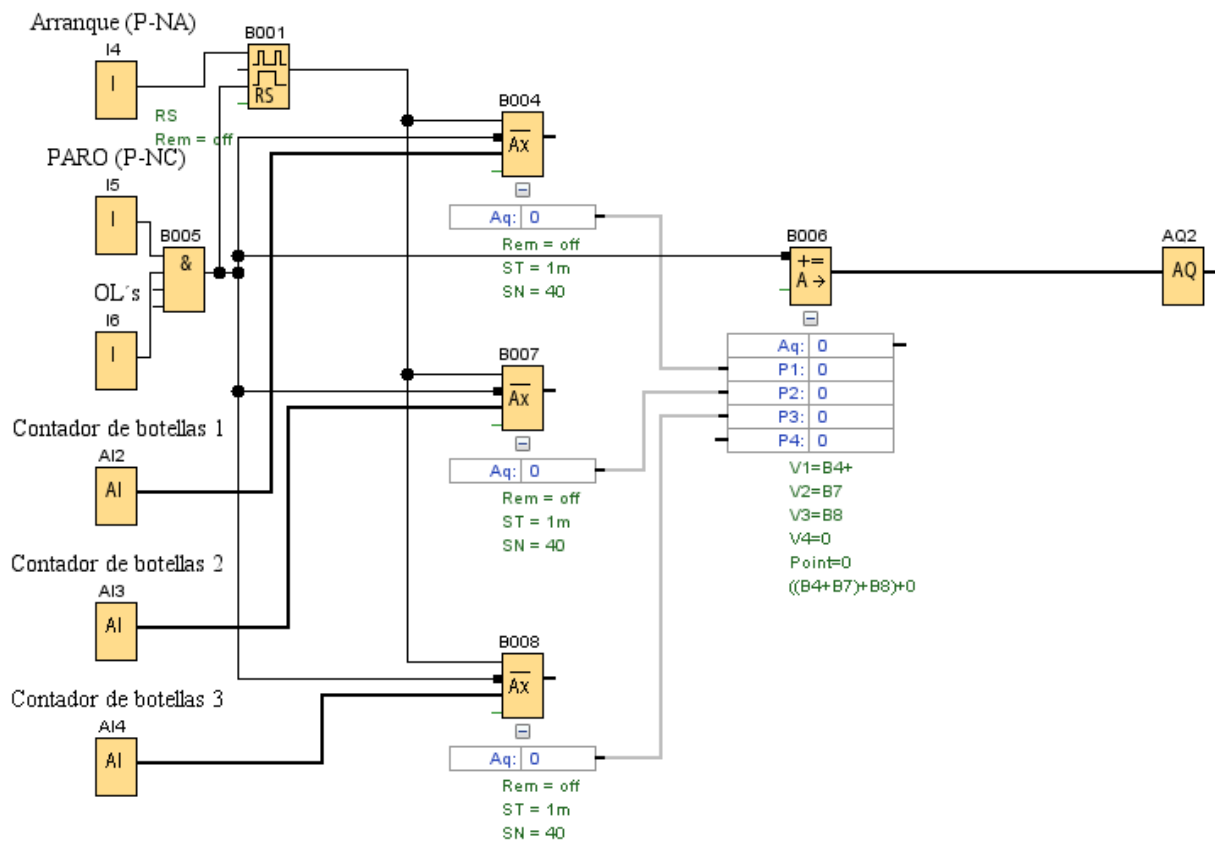 Arranque (P-NA)
I4
I
B001
RS
RS
Rem = off
PARO (P-NC)
I5
I
B005
&
OL´s
I6
I
B004
Ax
Aq: 0
Rem = off
ST = 1m
SN = 40
B006
+=
A →
AQ2
AQ
Aq: 0
P1: 0
P2: 0
P3: 0
P4: 0
V1=B4+
V2=B7
V3=B8
V4=0
Point=0
((B4+B7)+B8)+0
B007
Ax
Aq: 0
Rem = off
ST = 1m
SN = 40
Contador de botellas 1
AI2
AI
Contador de botellas 2
AI3
AI
B008
Ax
Aq: 0
Rem = off
ST = 1m
SN = 40
Contador de botellas 3
AI4
AI